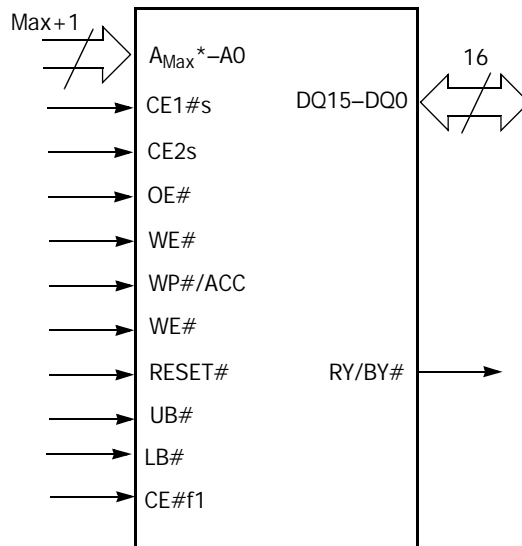 Max+1
AMax*–A0
16
CE1#s
DQ15–DQ0
CE2s
OE#
WE#
WP#/ACC
WE#
RESET#
RY/BY#
UB#
LB#
CE#f1